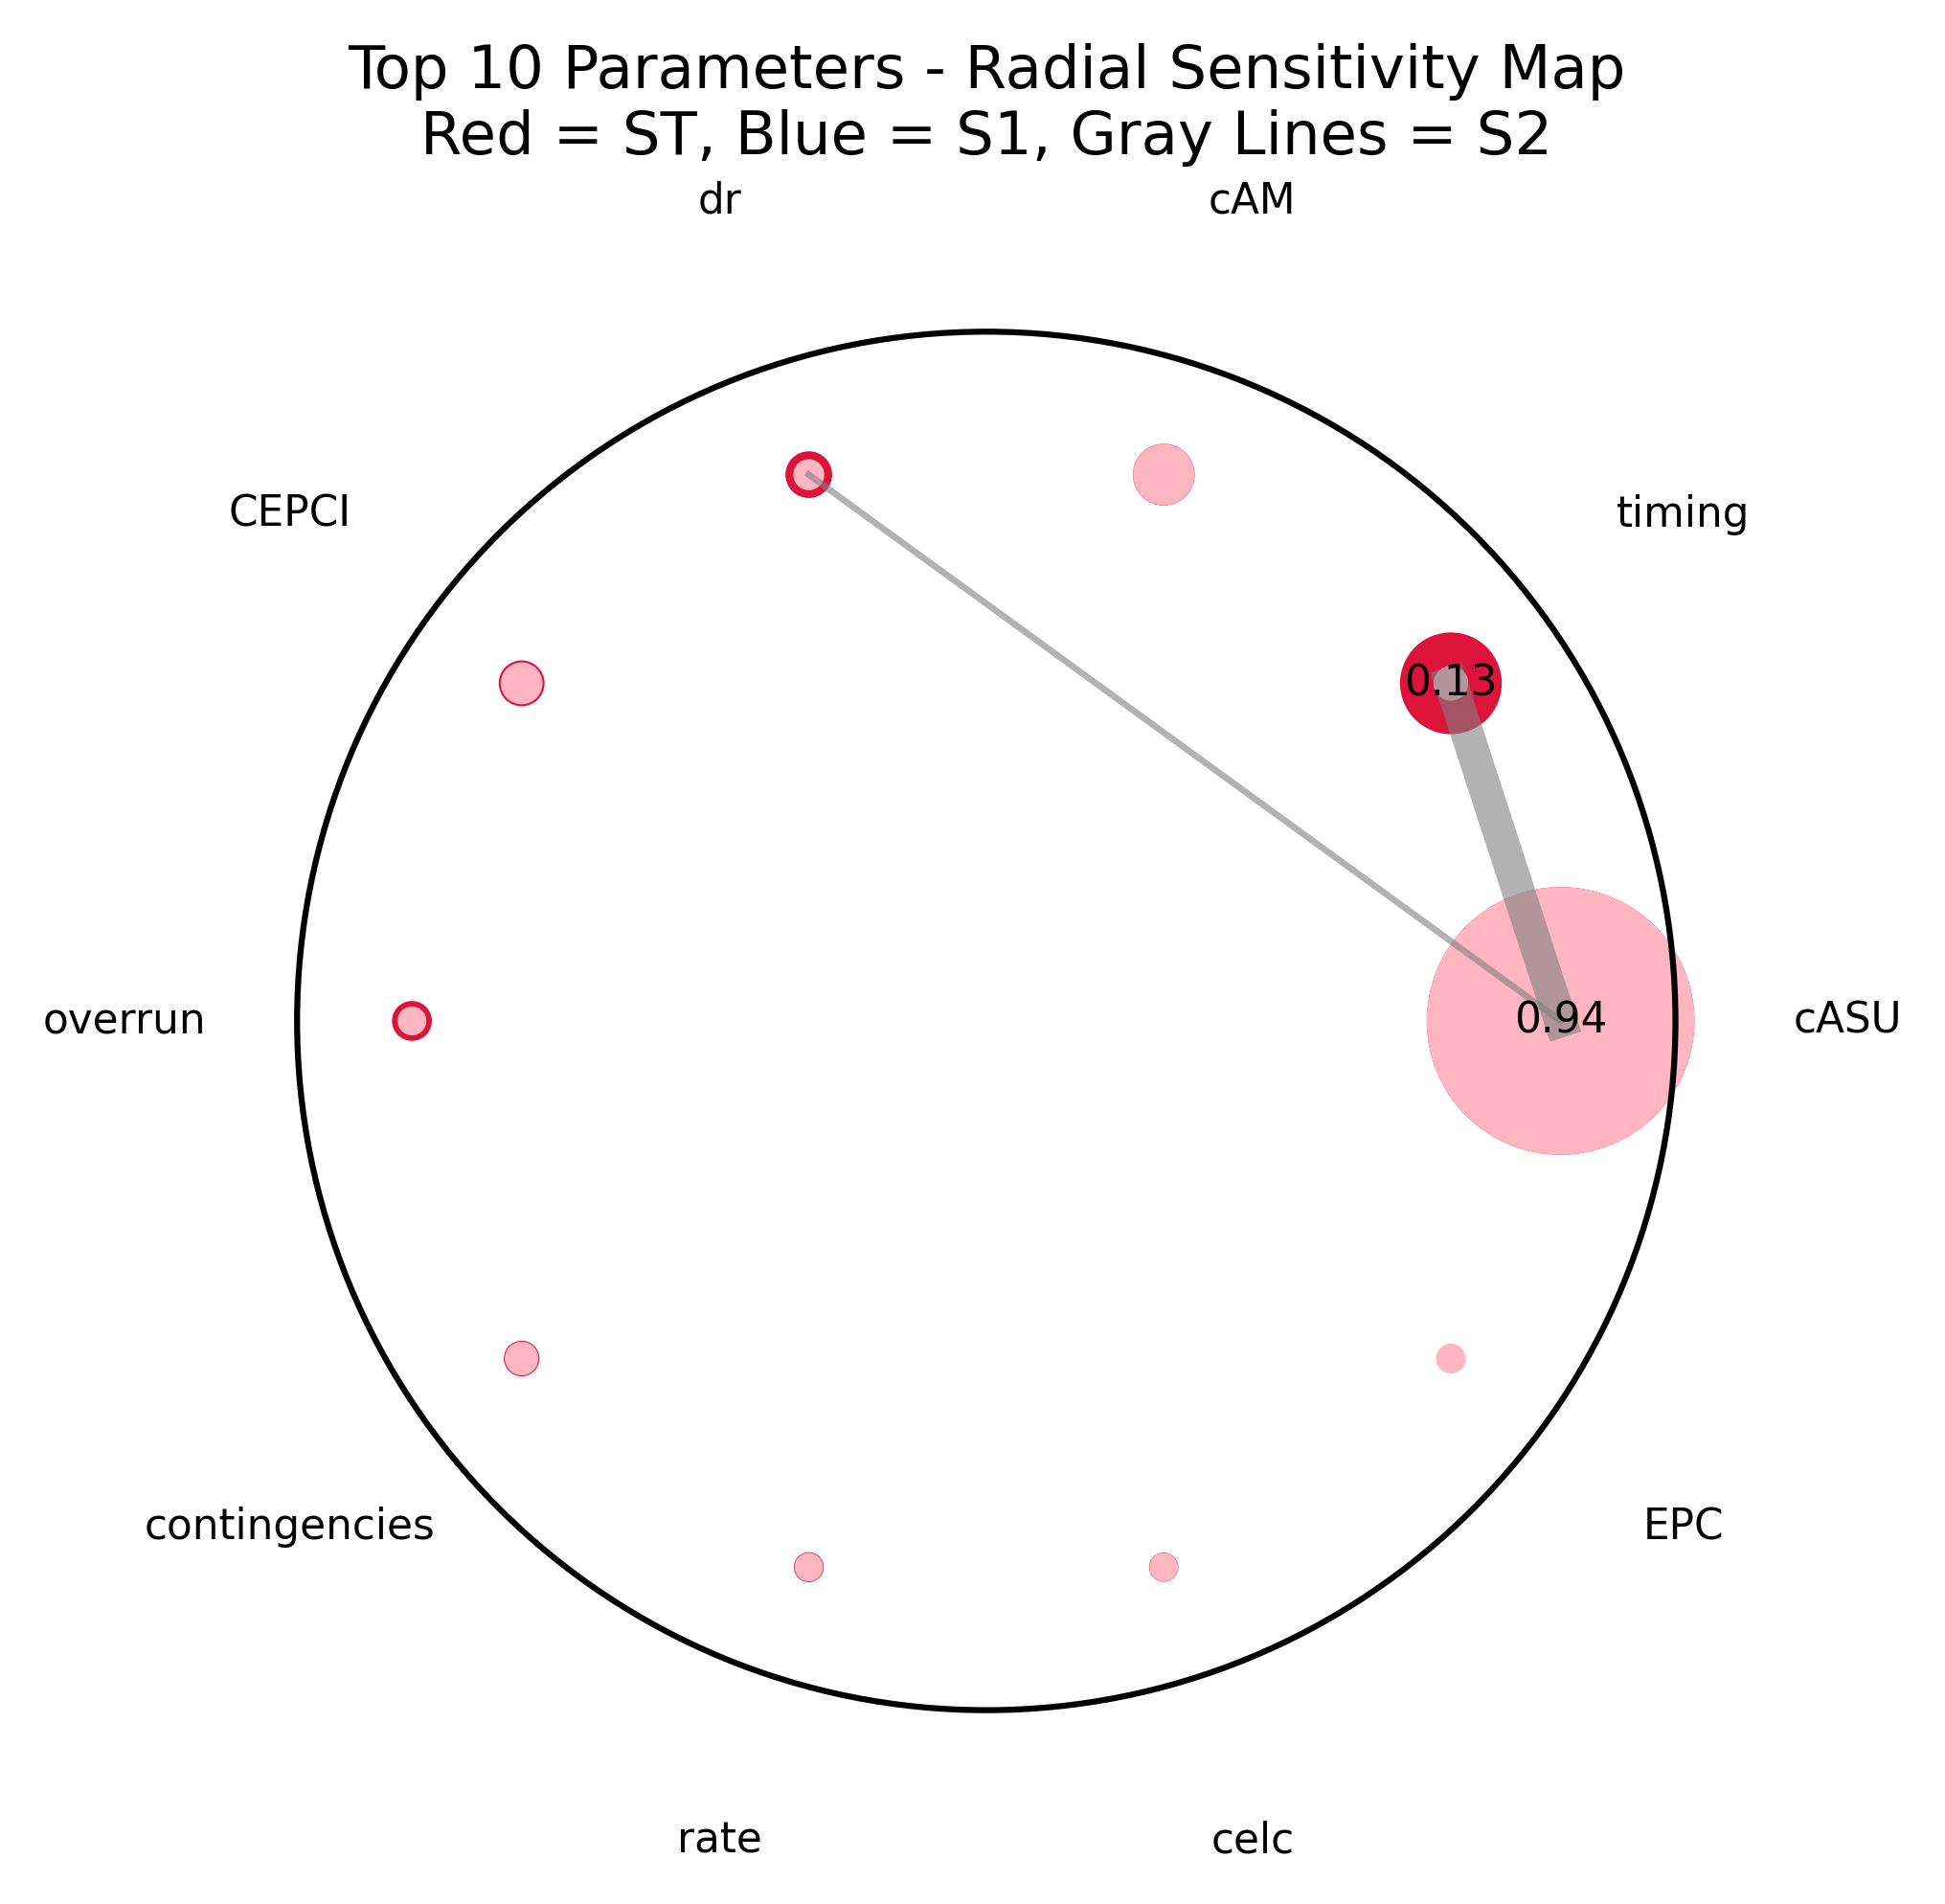 Top 10 Parameters - Radial Sensitivity Map
Red = ST, Blue = S1, Gray Lines = S2
dr
cAM
CEPCI
timing
0.13
overrun
0.94
cASU
contingencies
EPC
rate
celc